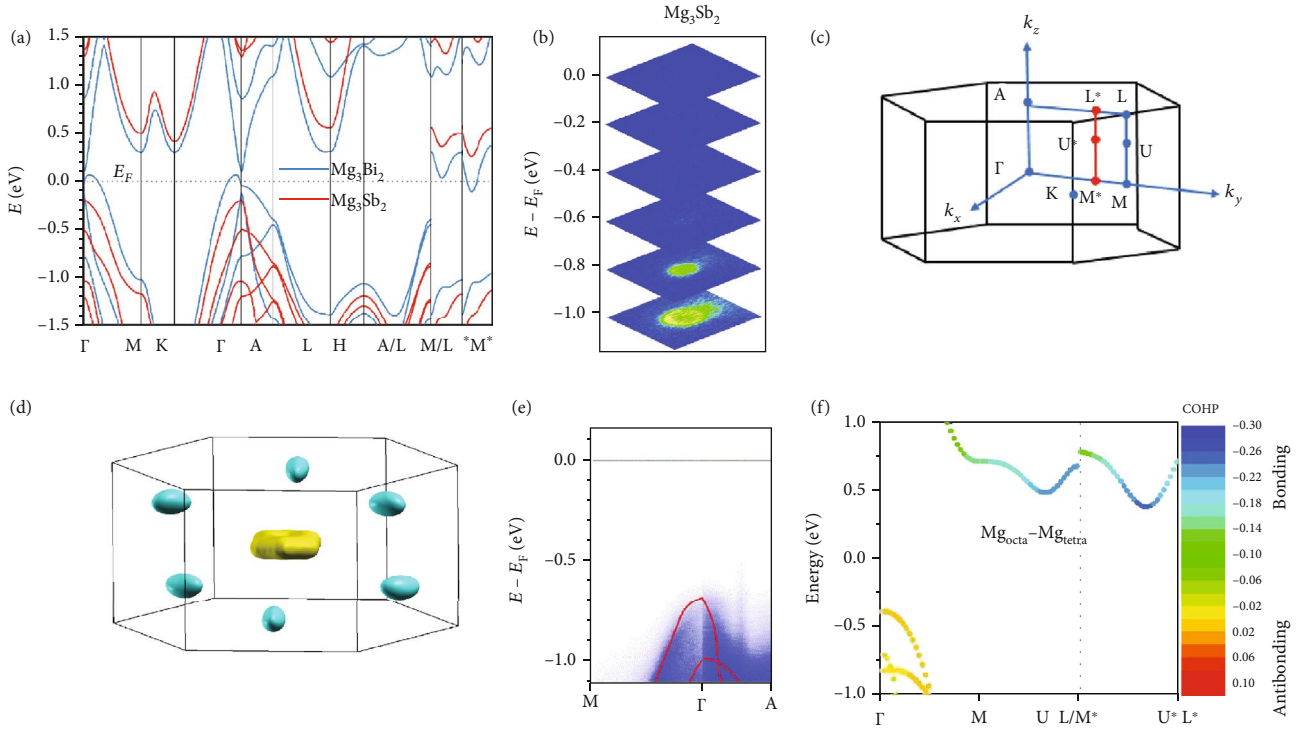 (a)
1.5
1.0
0.5
0.0
−0.5
−1.0
−1.5
E (eV)
E_F
Mg₃Bi₂
Mg₃Sb₂
Γ M K Γ A L H A/L M/L *M*
(b)
Mg₃Sb₂
0.0
−0.2
−0.4
−0.6
−0.8
−1.0
E − E_F (eV)
(c)
k_z
A
L*
L
U*
U
Γ
K
M*
M
k_x
k_y
(d)
(e)
0.0
−0.5
−1.0
E − E_F (eV)
M Γ A
(f)
1.0
0.5
0.0
−0.5
−1.0
Energy (eV)
Mg_octa–Mg_tetra
Γ M U L/M* U* L*
COHP
−0.30
−0.26
−0.22
−0.18
−0.14
−0.10
−0.06
−0.02
0.02
0.06
0.10
Bonding
Antibonding